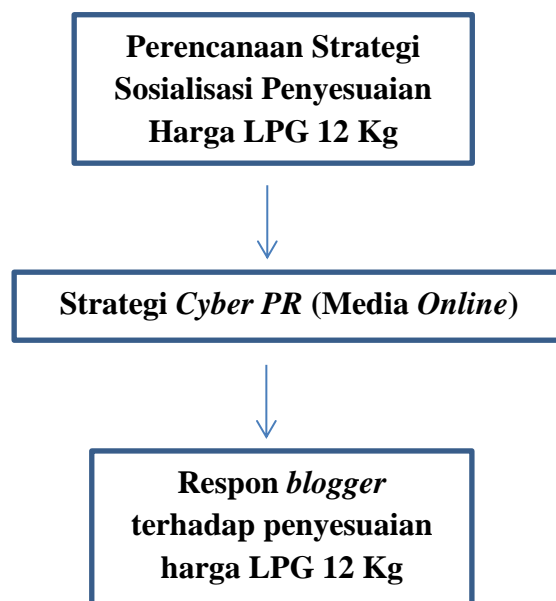 Perencanaan Strategi
Sosialisasi Penyesuaian
Harga LPG 12 Kg
Strategi Cyber PR (Media Online)
Respon blogger
terhadap penyesuaian
harga LPG 12 Kg